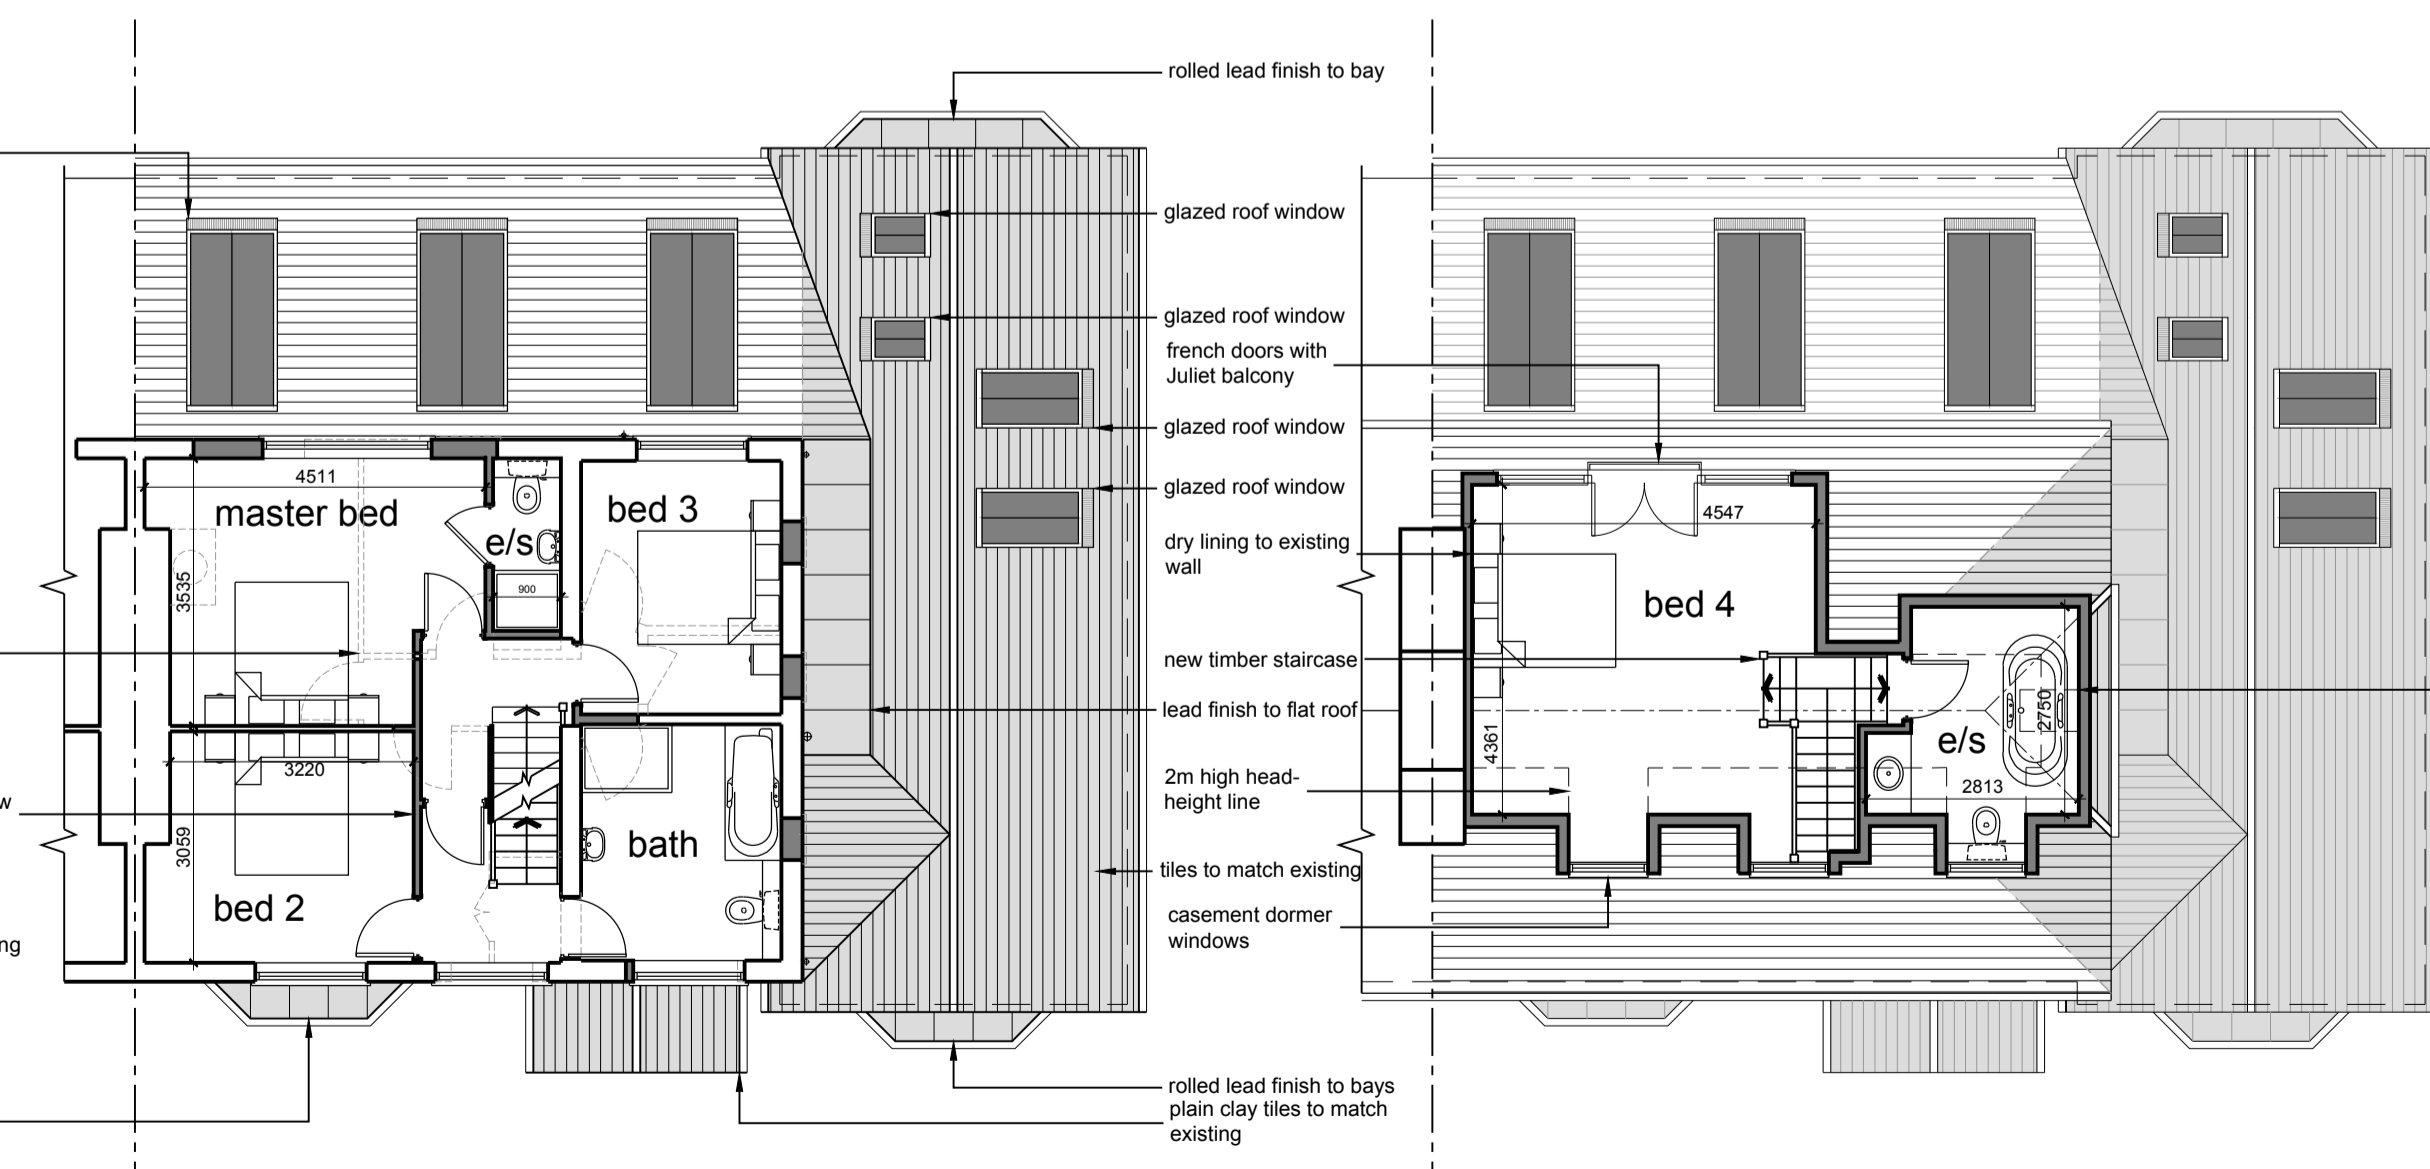 rolled lead finish to bay
glazed roof window
glazed roof window
french doors with
Juliet balcony
glazed roof window
glazed roof window
dry lining to existing
wall
new timber staircase
lead finish to flat roof
2m high head-
height line
tiles to match existing
casement dormer
windows
rolled lead finish to bays
plain clay tiles to match
existing
4511
master bed
e/s
bed 3
3535
900
3220
3059
bath
bed 2
w
ng
4547
bed 4
4361
2750
e/s
2813